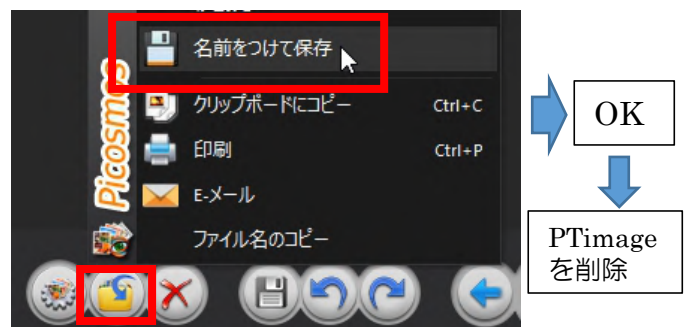 名前をつけて保存
クリップボードにコピー Ctrl+C
印刷 Ctrl+P
E-メール
ファイル名のコピー
Picosmos
OK
PTimage
を削除